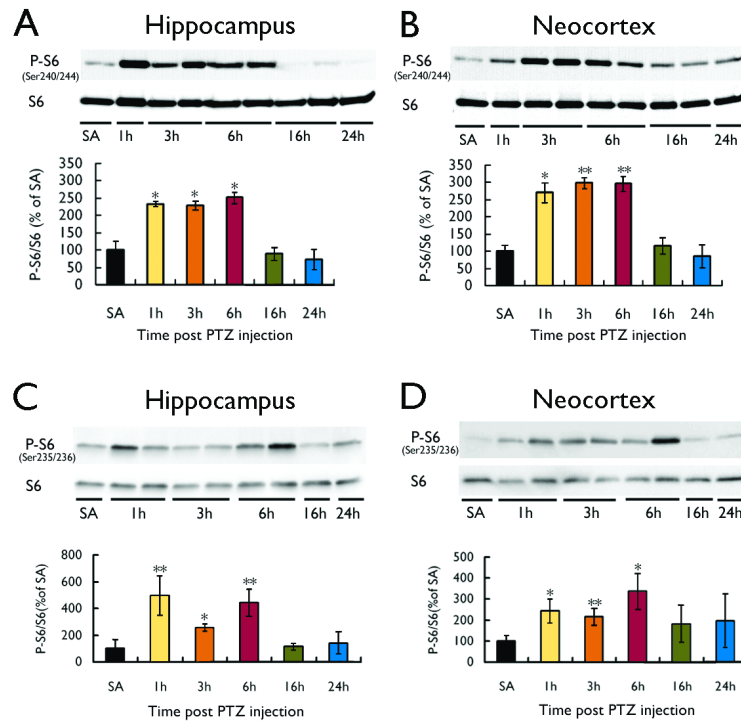 A Hippocampus
P-S6
(Ser240/244)
S6
SA 1h 3h 6h 16h 24h
P-S6/S6 (% of SA)
350
300
250
200
150
100
50
0
* * *
SA 1h 3h 6h 16h 24h
Time post PTZ injection
B Neocortex
P-S6
(Ser240/244)
S6
SA 1h 3h 6h 16h 24h
P-S6/S6 (% of SA)
350
300
250
200
150
100
50
0
* ** **
SA 1h 3h 6h 16h 24h
Time post PTZ injection
C Hippocampus
P-S6
(Ser235/236)
S6
SA 1h 3h 6h 16h 24h
P-S6/S6(%of SA)
800
600
400
200
0
** * **
SA 1h 3h 6h 16h 24h
Time post PTZ injection
D Neocortex
P-S6
(Ser235/236)
S6
SA 1h 3h 6h 16h 24h
P-S6/S6(%of SA)
500
400
300
200
100
0
* ** *
SA 1h 3h 6h 16h 24h
Time post PTZ injection